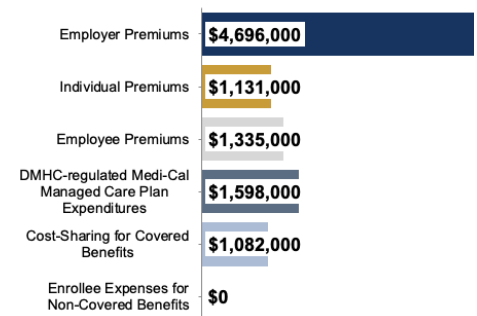 Employer Premiums
$4,696,000
Individual Premiums
$1,131,000
Employee Premiums
$1,335,000
DMHC-regulated Medi-Cal
Managed Care Plan
Expenditures
$1,598,000
Cost-Sharing for Covered
Benefits
$1,082,000
Enrollee Expenses for
Non-Covered Benefits
$0